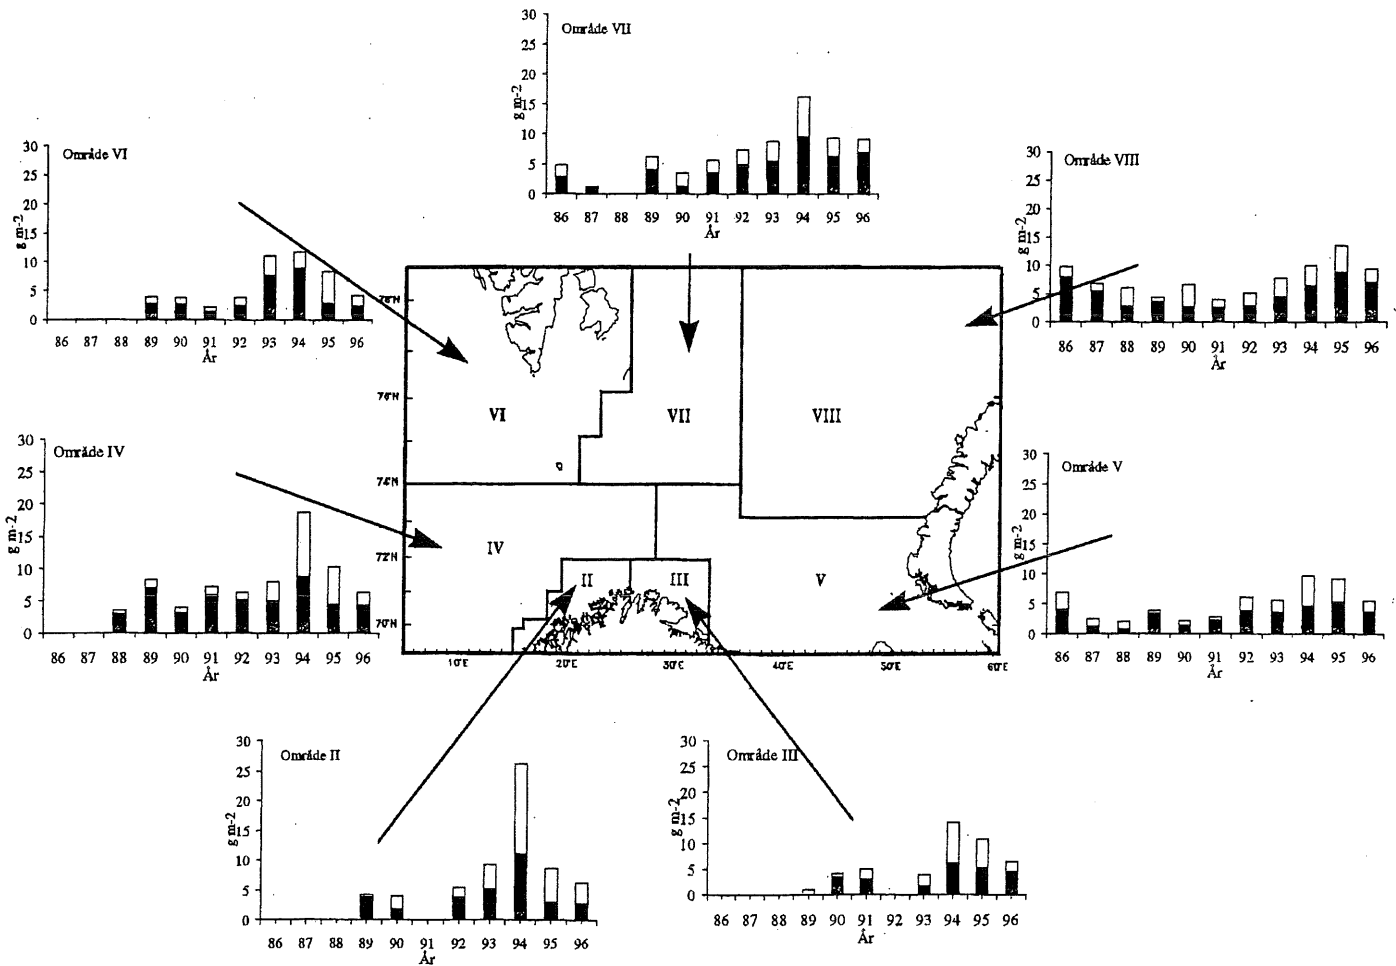 Område VII
30
25
20
15
10
5
0
g m-2
86 87 88 89 90 91 92 93 94 95 96
År
Område VI
30
25
20
15
10
5
0
g m-2
86 87 88 89 90 91 92 93 94 95 96
År
Område VIII
30
25
20
15
10
5
0
g m-2
86 87 88 89 90 91 92 93 94 95 96
År
78°N
76°N
74°N
72°N
70°N
VI VII VIII
IV
II III V
10°E 20°E 30°E 40°E 50°E 60°E
Område IV
30
25
20
15
10
5
0
g m-2
86 87 88 89 90 91 92 93 94 95 96
År
Område V
30
25
20
15
10
5
0
g m-2
86 87 88 89 90 91 92 93 94 95 96
År
Område II
30
25
20
15
10
5
0
g m-2
86 87 88 89 90 91 92 93 94 95 96
År
Område III
30
25
20
15
10
5
0
g m-2
86 87 88 89 90 91 92 93 94 95 96
År